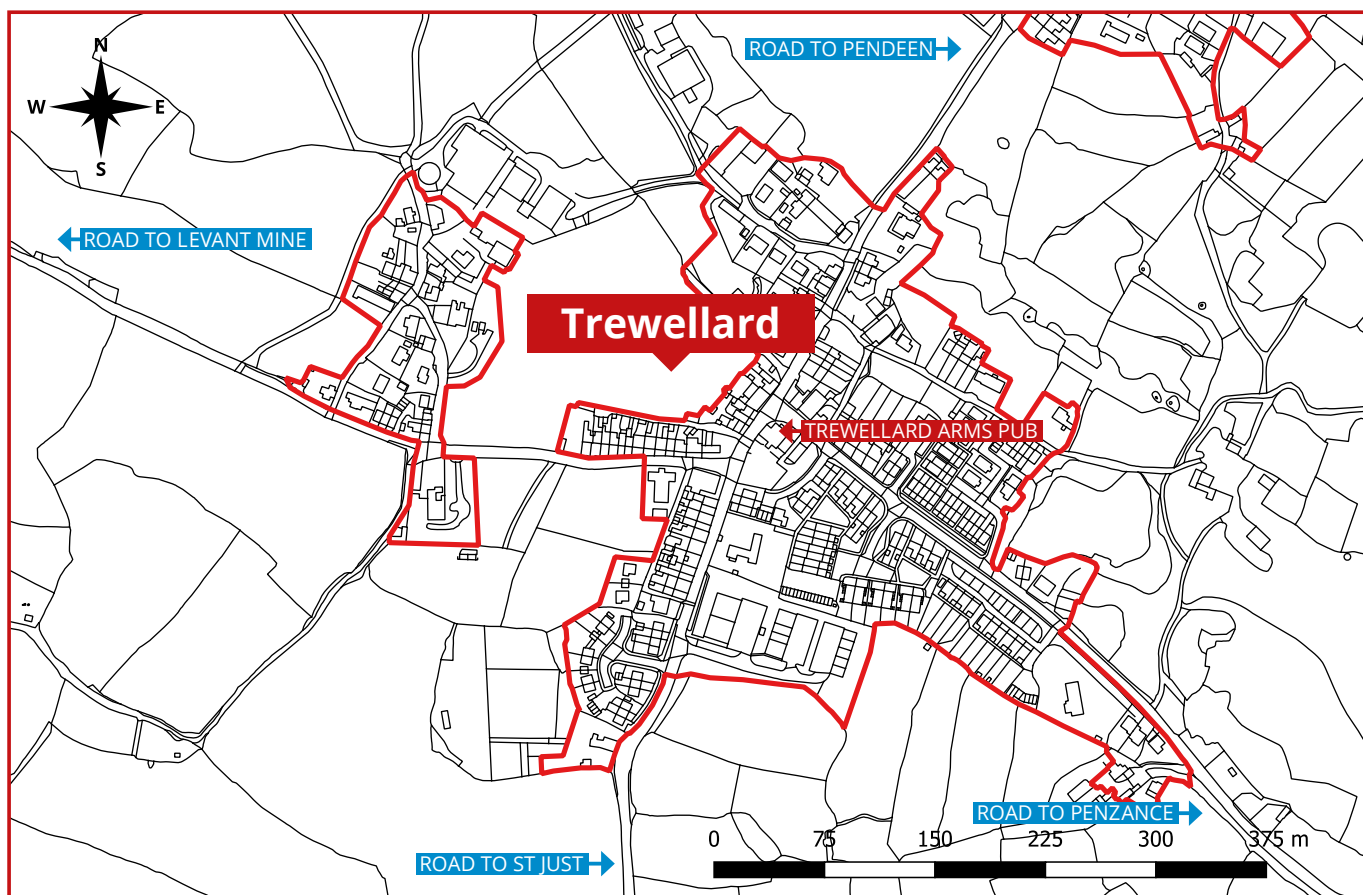 ROAD TO PENDEEN
N
W E
S
ROAD TO LEVANT MINE
Trewellard
TREWELLARD ARMS PUB
ROAD TO PENZANCE
0 75 150 225 300 375 m
ROAD TO ST JUST